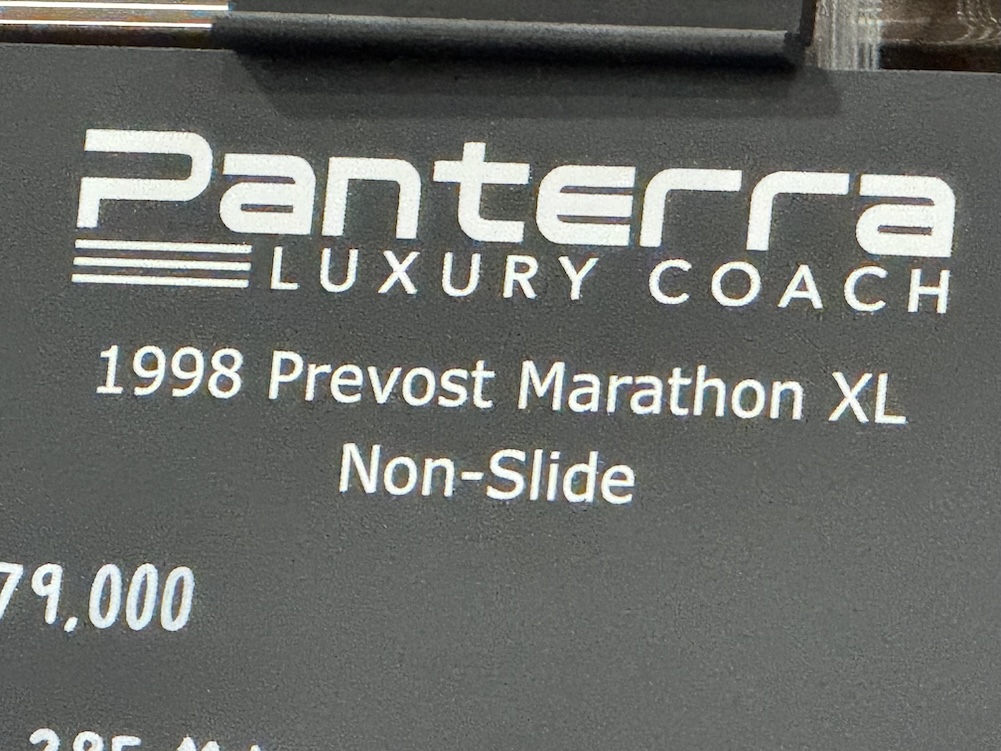 Panterra
LUXURY COACH
1998 Prevost Marathon XL
Non-Slide
79,000